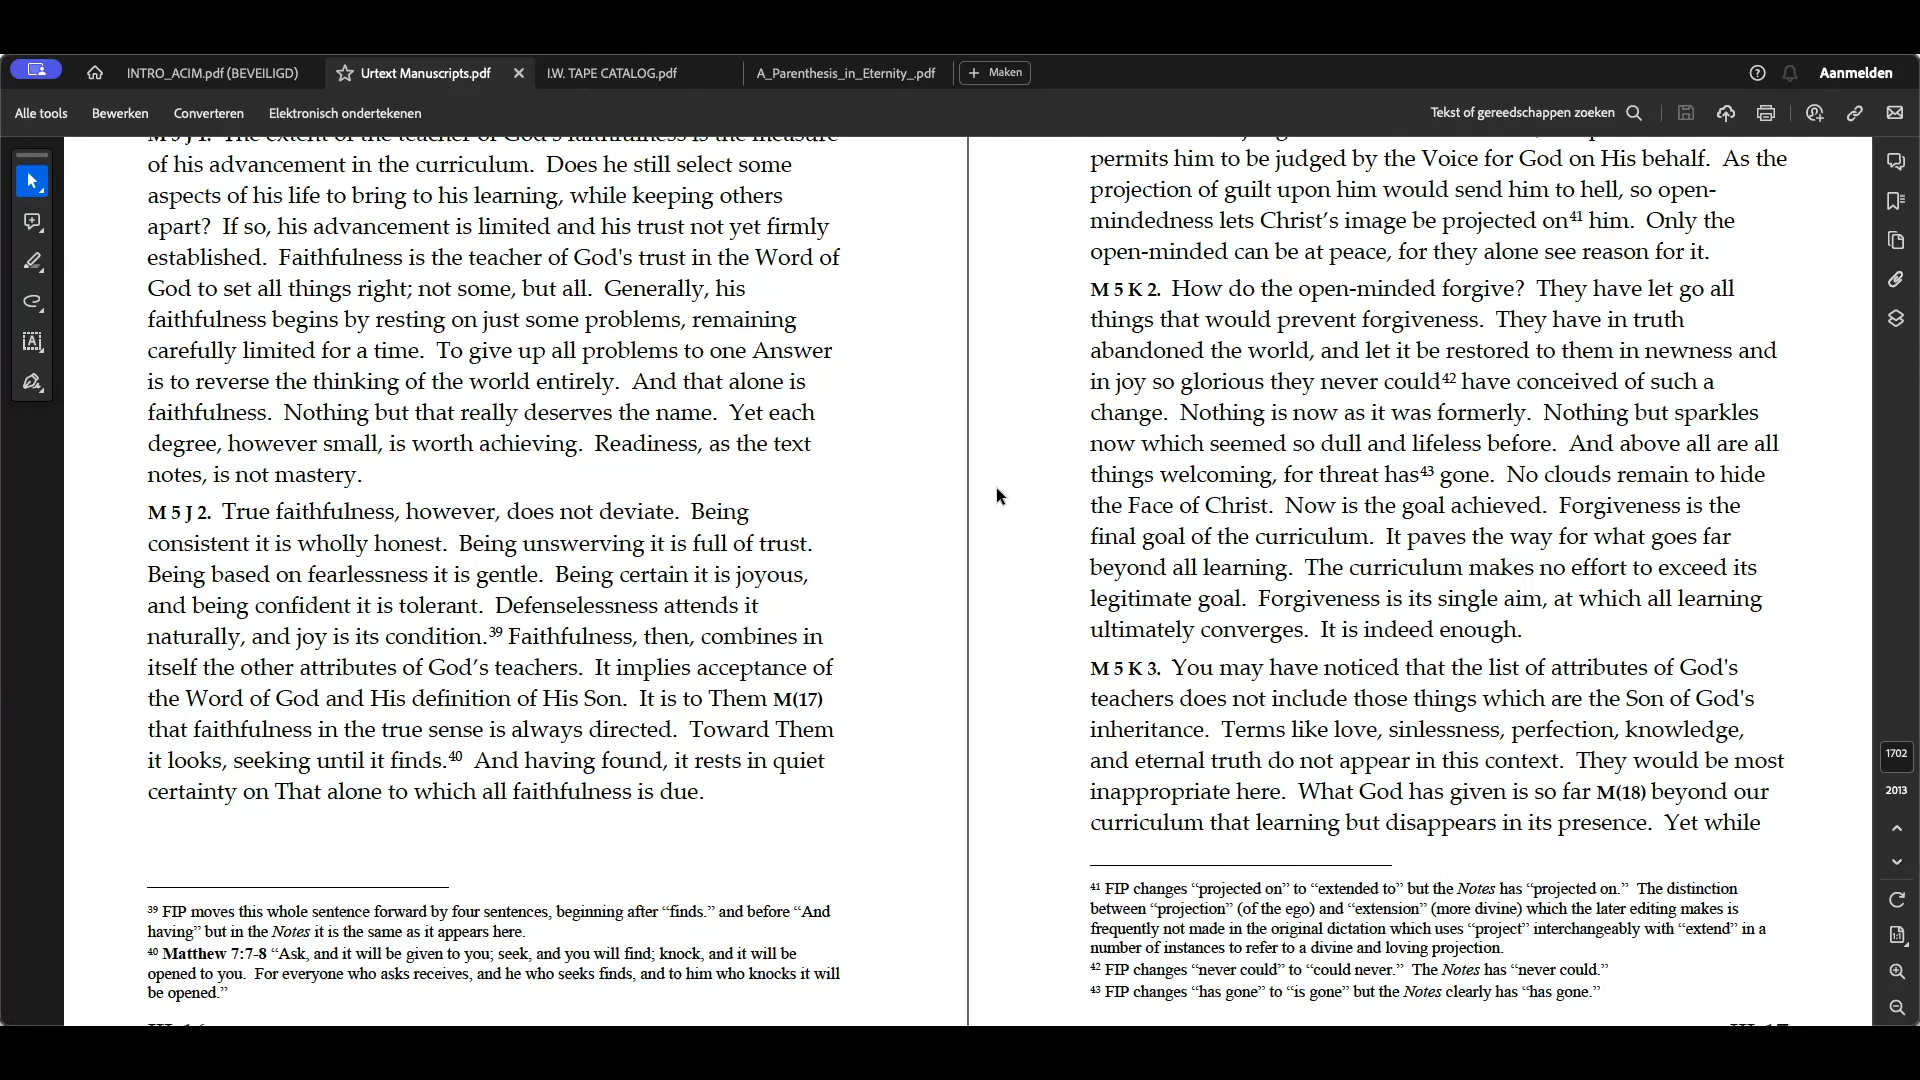 INTRO_ACIM.pdf (BEVEILIGD)
Urtext Manuscripts.pdf
I.W. TAPE CATALOG.pdf
A_Parenthesis_in_Eternity_.pdf
Maken
Aanmelden
Alle tools
Bewerken
Converteren
Elektronisch ondertekenen
Tekst of gereedschappen zoeken
M 5 J 1. The extent of the teacher of God's faithfulness is the measure
of his advancement in the curriculum. Does he still select some
aspects of his life to bring to his learning, while keeping others
apart? If so, his advancement is limited and his trust not yet firmly
established. Faithfulness is the teacher of God's trust in the Word of
God to set all things right; not some, but all. Generally, his
faithfulness begins by resting on just some problems, remaining
carefully limited for a time. To give up all problems to one Answer
is to reverse the thinking of the world entirely. And that alone is
faithfulness. Nothing but that really deserves the name. Yet each
degree, however small, is worth achieving. Readiness, as the text
notes, is not mastery.
M 5 J 2. True faithfulness, however, does not deviate. Being
consistent it is wholly honest. Being unswerving it is full of trust.
Being based on fearlessness it is gentle. Being certain it is joyous,
and being confident it is tolerant. Defenselessness attends it
naturally, and joy is its condition.³⁹ Faithfulness, then, combines in
itself the other attributes of God’s teachers. It implies acceptance of
the Word of God and His definition of His Son. It is to Them M(17)
that faithfulness in the true sense is always directed. Toward Them
it looks, seeking until it finds.⁴⁰ And having found, it rests in quiet
certainty on That alone to which all faithfulness is due.
³⁹ FIP moves this whole sentence forward by four sentences, beginning after “finds.” and before “And
having” but in the Notes it is the same as it appears here.
⁴⁰ Matthew 7:7-8 “Ask, and it will be given to you; seek, and you will find; knock, and it will be
opened to you. For everyone who asks receives, and he who seeks finds, and to him who knocks it will
be opened.”
permits him to be judged by the Voice for God on His behalf. As the
projection of guilt upon him would send him to hell, so open-
mindedness lets Christ’s image be projected on⁴¹ him. Only the
open-minded can be at peace, for they alone see reason for it.
M 5 K 2. How do the open-minded forgive? They have let go all
things that would prevent forgiveness. They have in truth
abandoned the world, and let it be restored to them in newness and
in joy so glorious they never could⁴² have conceived of such a
change. Nothing is now as it was formerly. Nothing but sparkles
now which seemed so dull and lifeless before. And above all are all
things welcoming, for threat has⁴³ gone. No clouds remain to hide
the Face of Christ. Now is the goal achieved. Forgiveness is the
final goal of the curriculum. It paves the way for what goes far
beyond all learning. The curriculum makes no effort to exceed its
legitimate goal. Forgiveness is its single aim, at which all learning
ultimately converges. It is indeed enough.
M 5 K 3. You may have noticed that the list of attributes of God's
teachers does not include those things which are the Son of God's
inheritance. Terms like love, sinlessness, perfection, knowledge,
and eternal truth do not appear in this context. They would be most
inappropriate here. What God has given is so far M(18) beyond our
curriculum that learning but disappears in its presence. Yet while
⁴¹ FIP changes “projected on” to “extended to” but the Notes has “projected on.” The distinction
between “projection” (of the ego) and “extension” (more divine) which the later editing makes is
frequently not made in the original dictation which uses “project” interchangeably with “extend” in a
number of instances to refer to a divine and loving projection.
⁴² FIP changes “never could” to “could never.” The Notes has “never could.”
⁴³ FIP changes “has gone” to “is gone” but the Notes clearly has “has gone.”
1702
2013